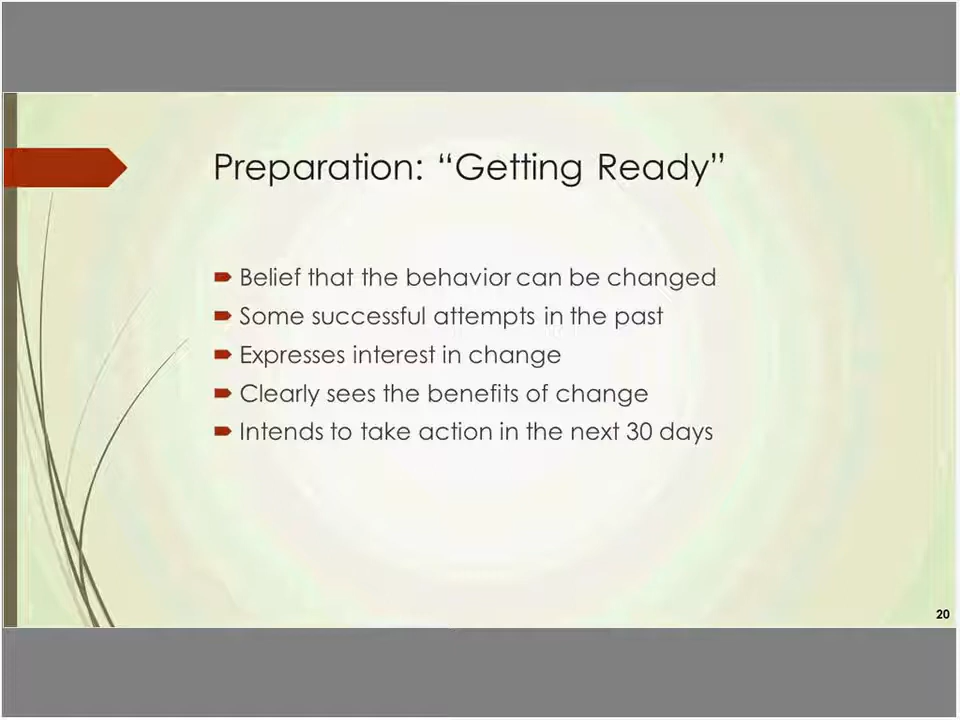 Preparation: “Getting Ready”
Belief that the behavior can be changed
Some successful attempts in the past
Expresses interest in change
Clearly sees the benefits of change
Intends to take action in the next 30 days
20